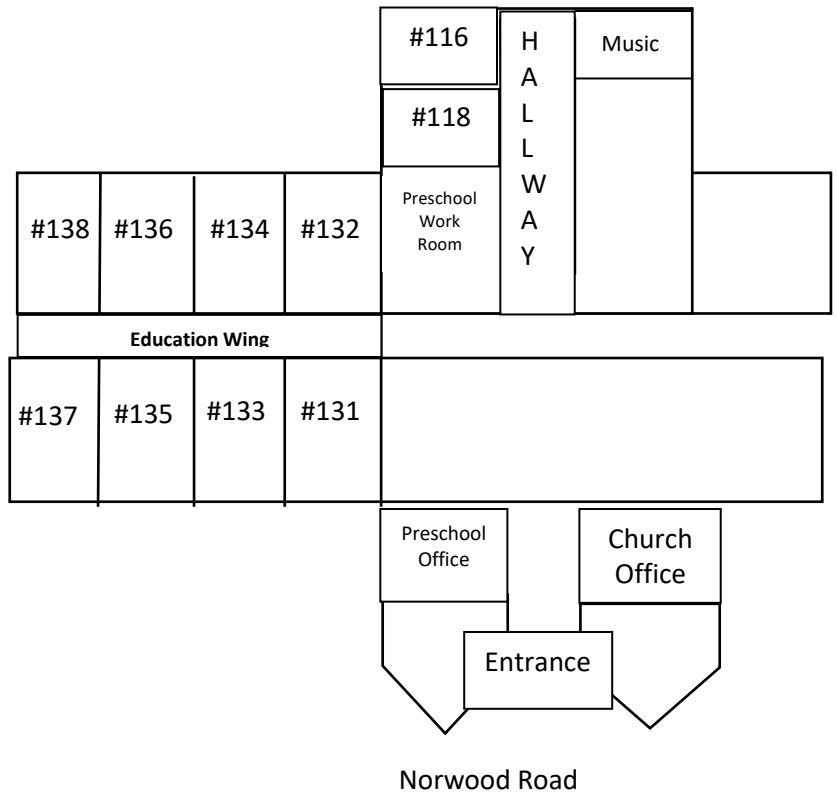 #116
H
A
L
L
W
A
Y
Music
#118
Preschool
Work
Room
#138
#136
#134
#132
Education Wing
#137
#135
#133
#131
Preschool
Office
Church
Office
Entrance
Norwood Road